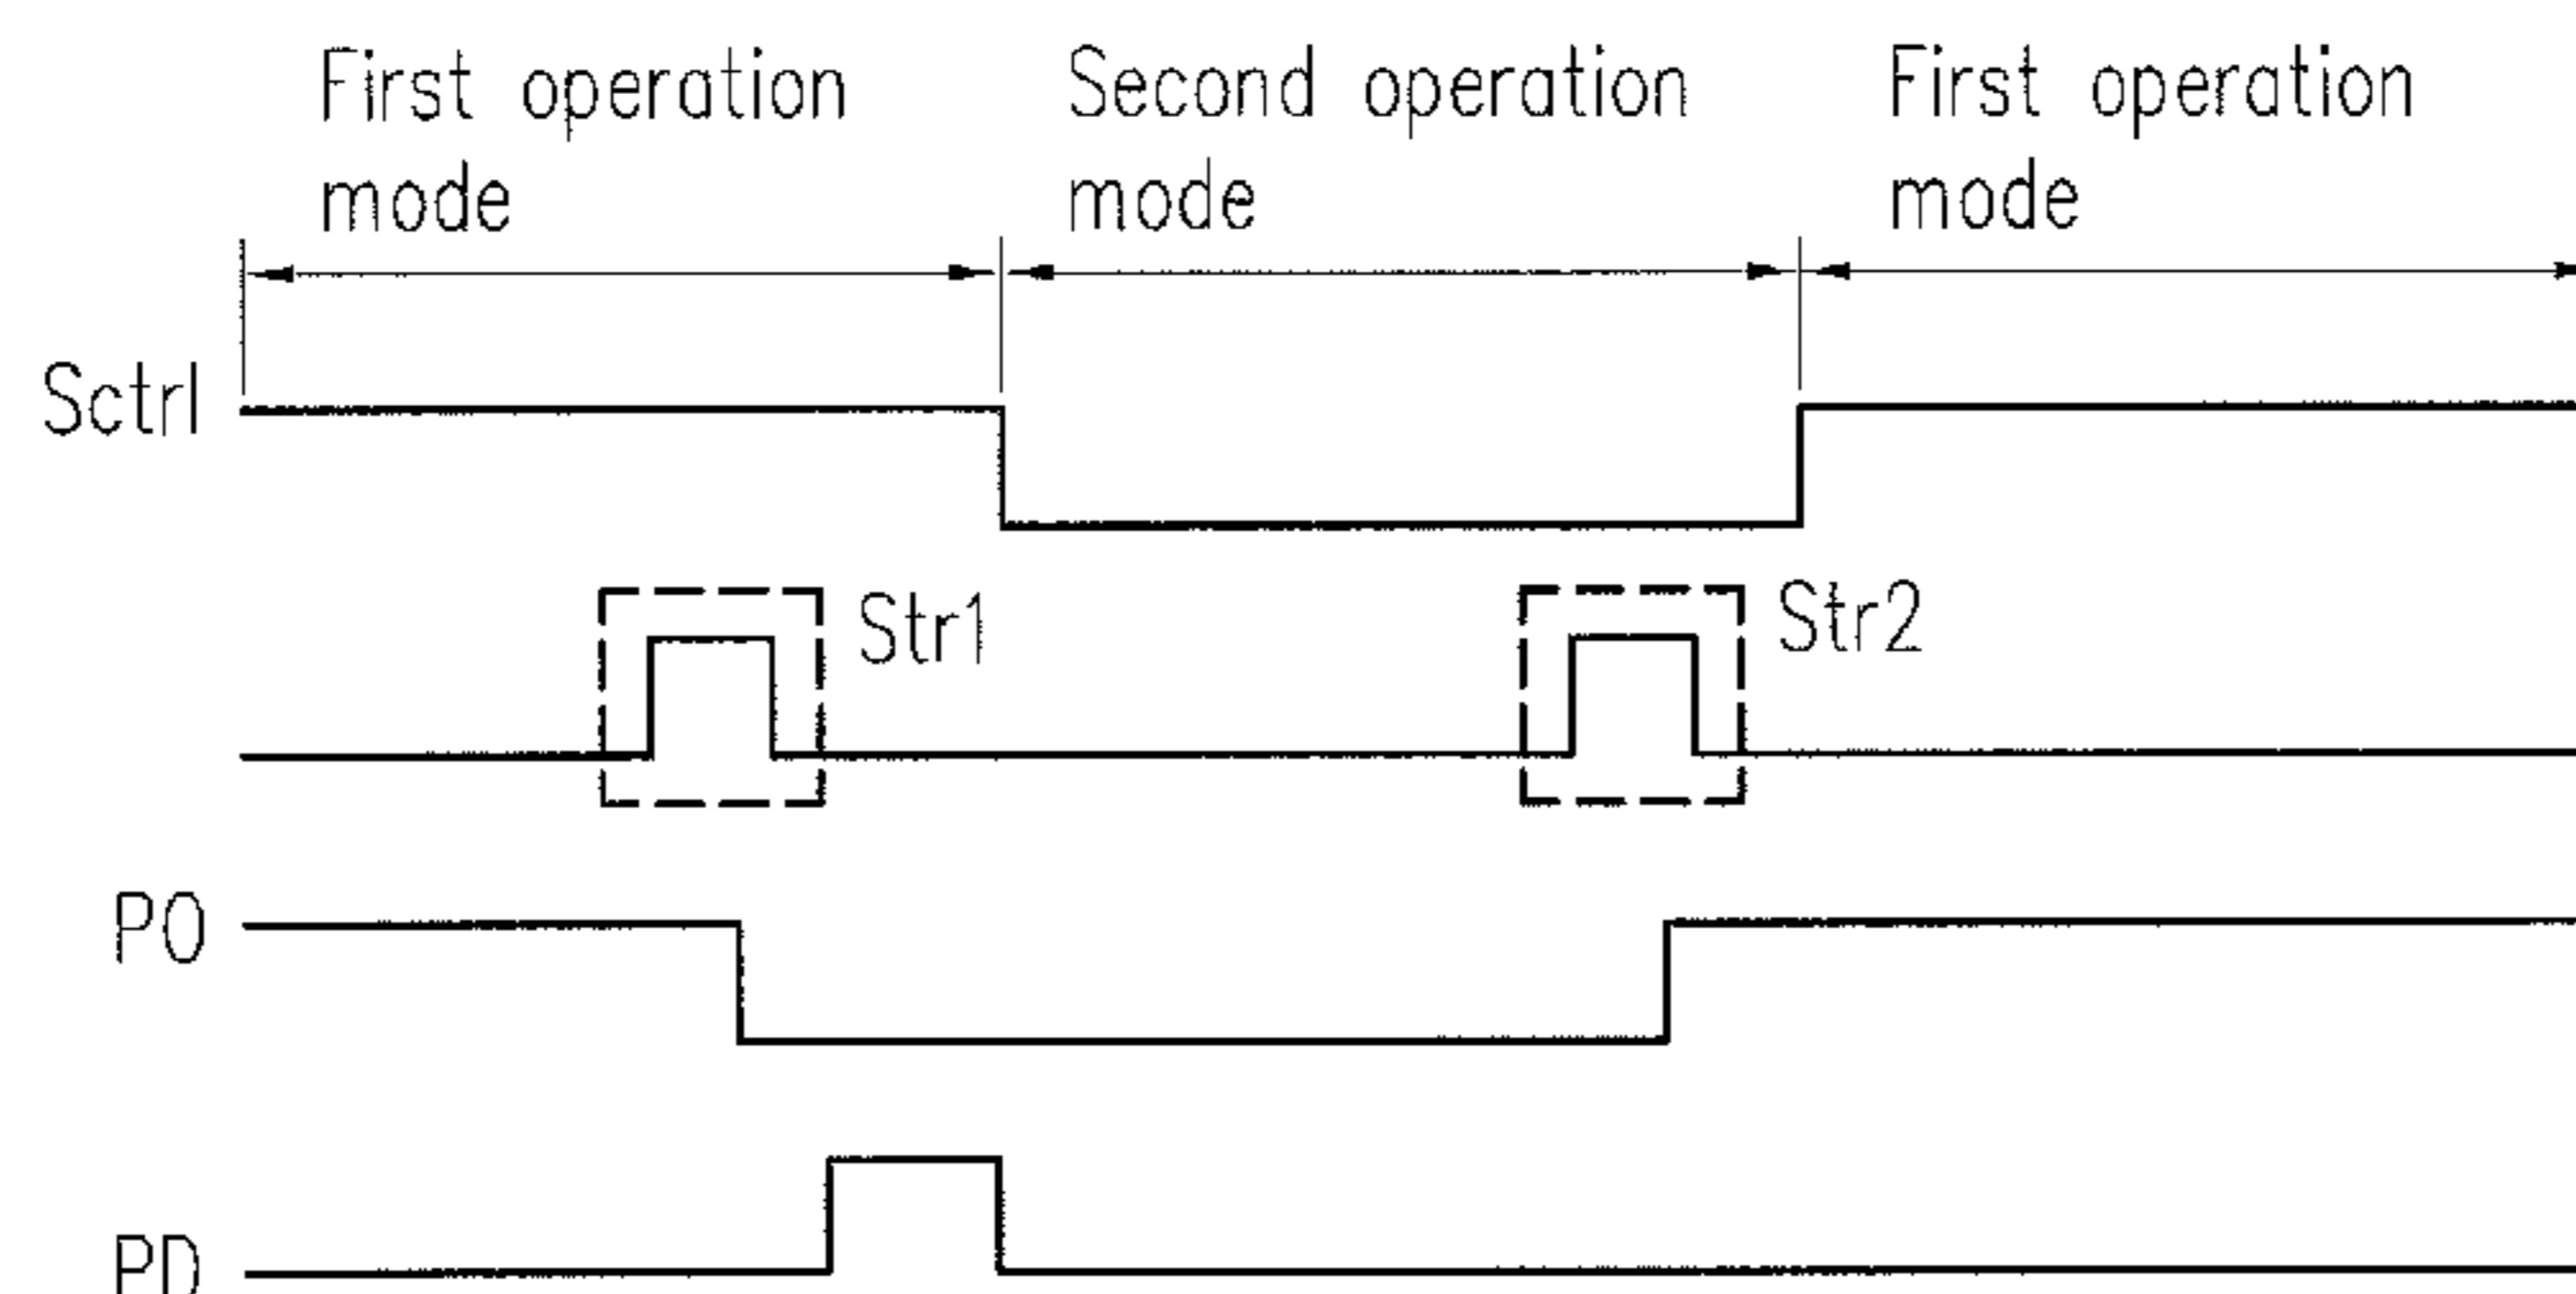 First operation mode
Second operation mode
First operation mode
Sctrl
Str1
Str2
PO
PD